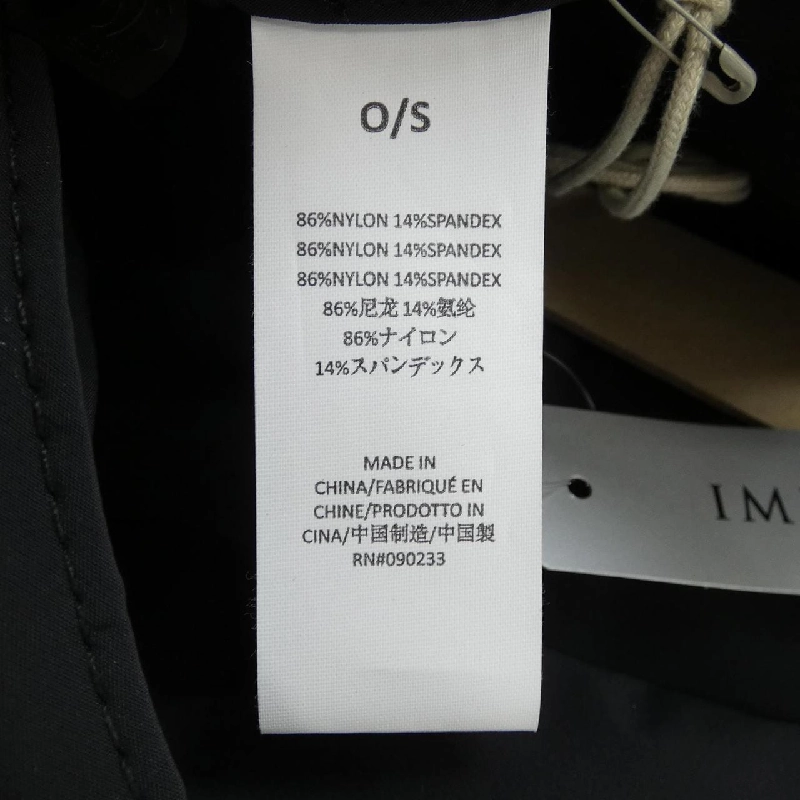 O/S
86%NYLON 14%SPANDEX
86%NYLON 14%SPANDEX
86%NYLON 14%SPANDEX
86%尼龙 14%氨纶
86%ナイロン
14%スパンデックス
MADE IN
CHINA/FABRIQUÉ EN
CHINE/PRODOTTO IN
CINA/中国制造/中国製
RN#090233
IM